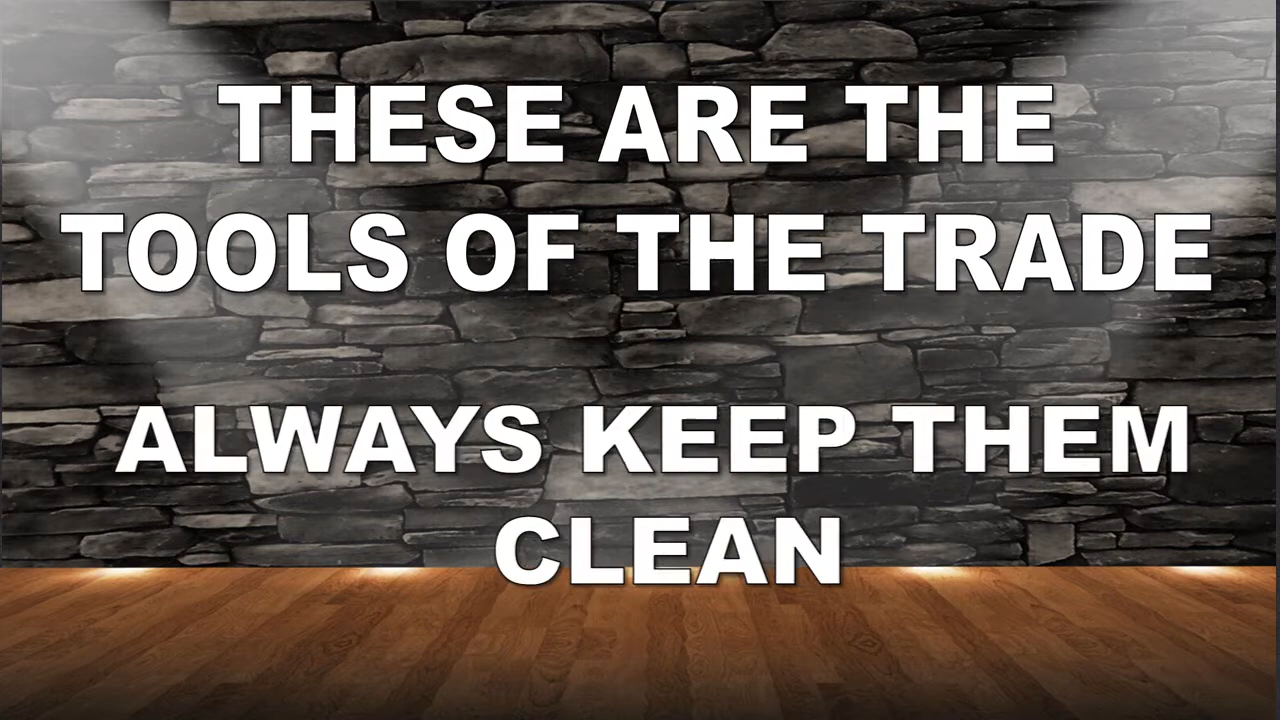 THESE ARE THE
TOOLS OF THE TRADE
ALWAYS KEEP THEM
CLEAN